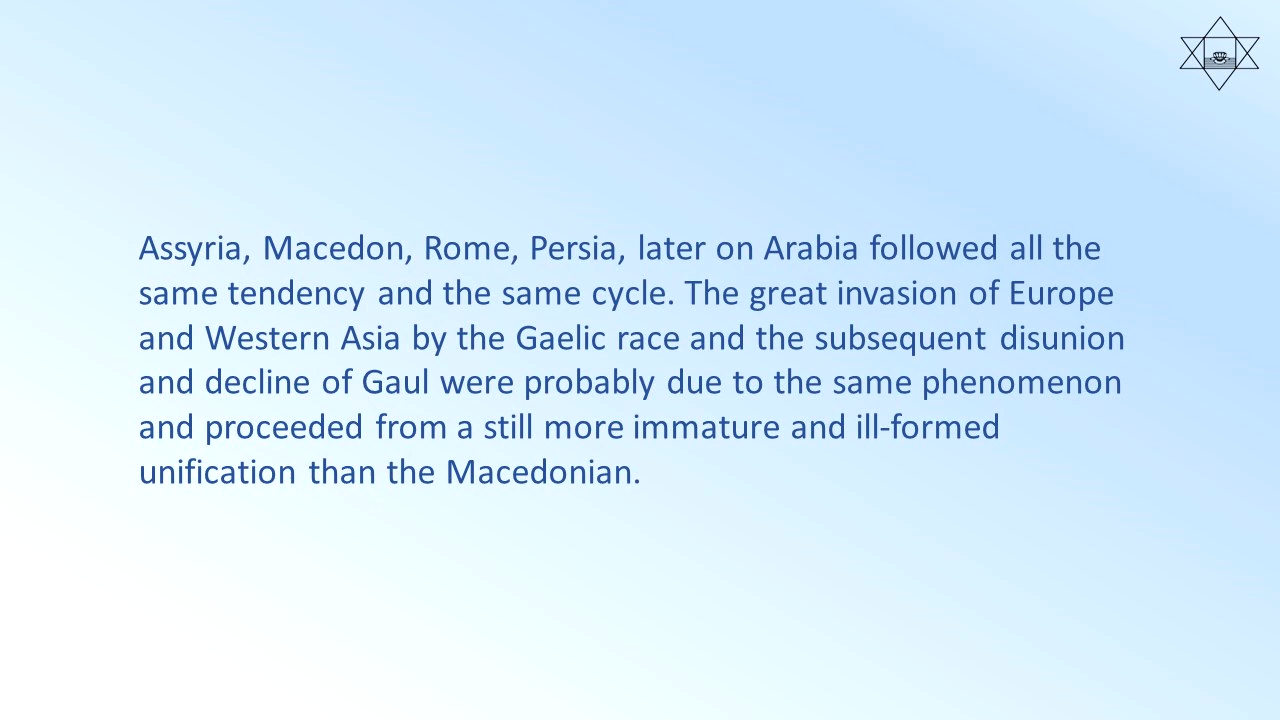 Assyria, Macedon, Rome, Persia, later on Arabia followed all the
same tendency and the same cycle. The great invasion of Europe
and Western Asia by the Gaelic race and the subsequent disunion
and decline of Gaul were probably due to the same phenomenon
and proceeded from a still more immature and ill-formed
unification than the Macedonian.